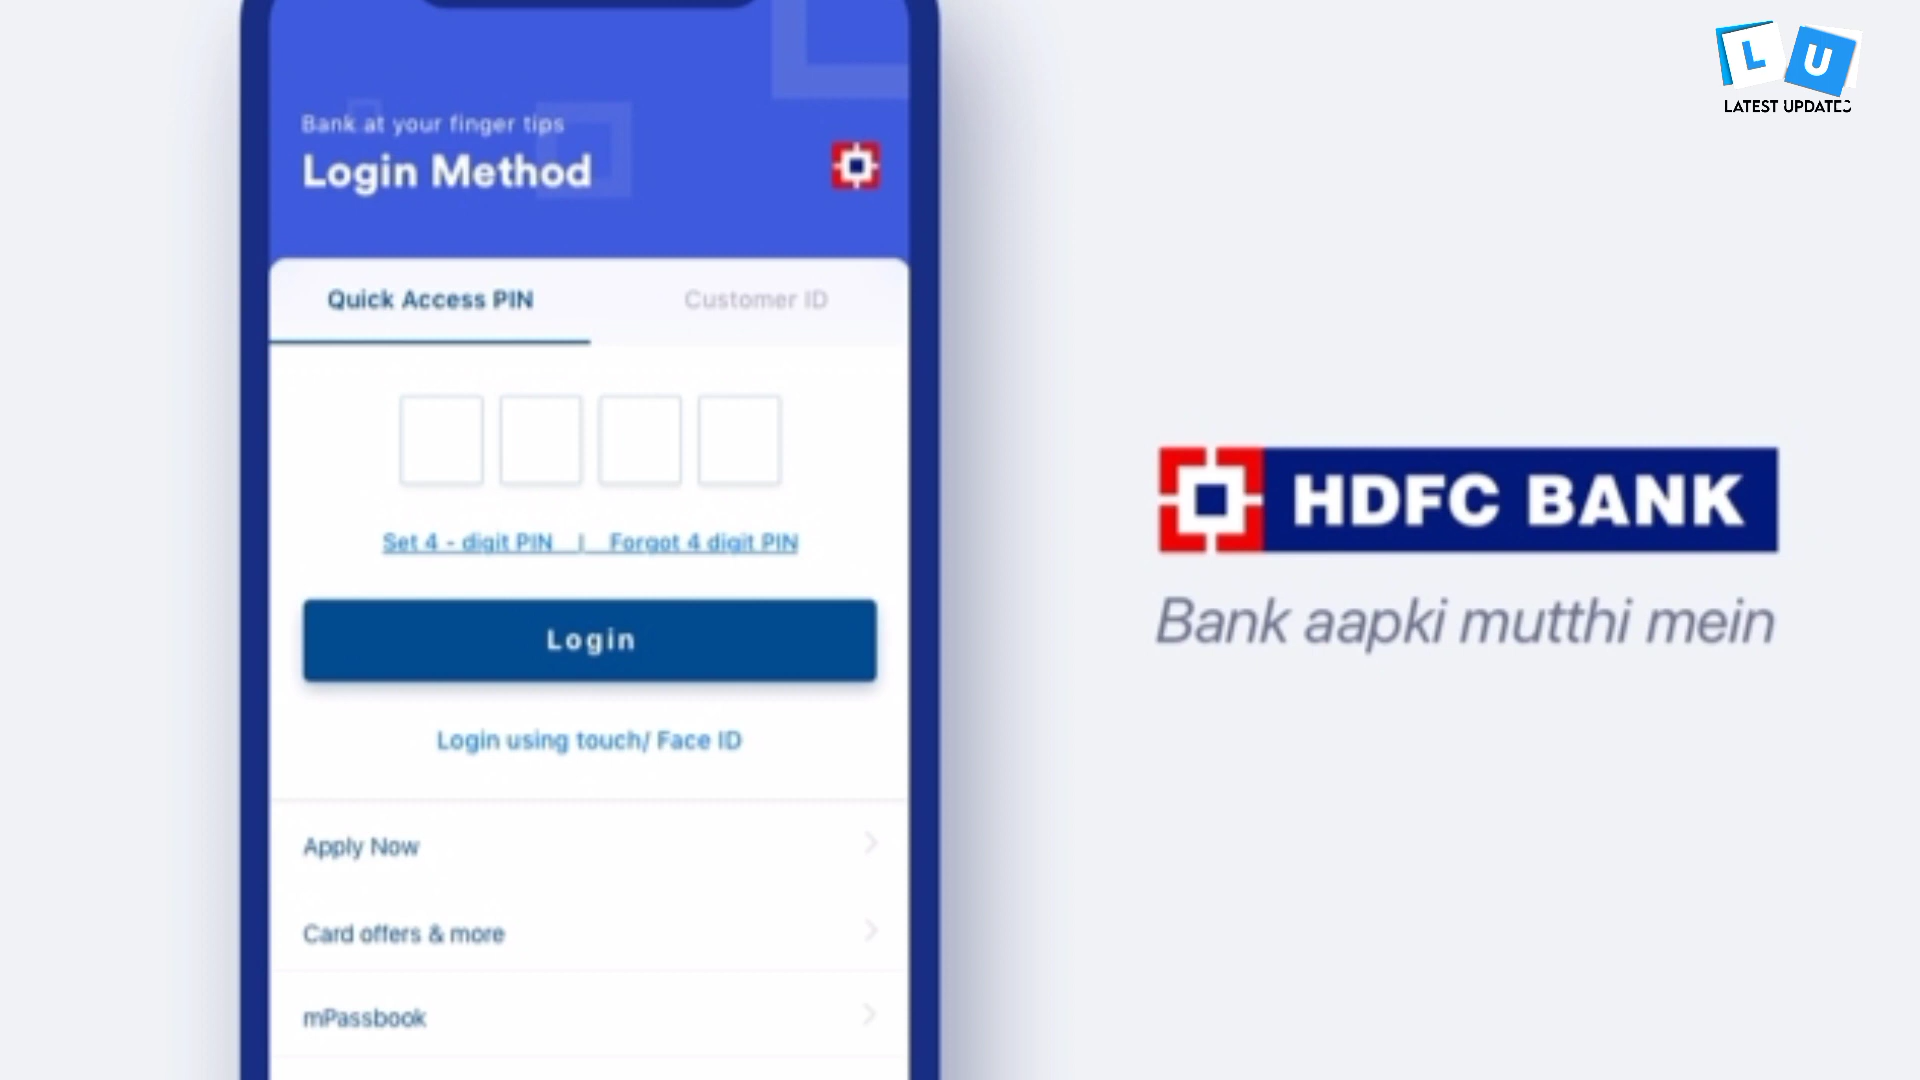 Bank at your finger tips
Login Method
Quick Access PIN
Customer ID
Set 4 - digit PIN | Forgot 4 digit PIN
Login
Login using touch/ Face ID
Apply Now
Card offers & more
mPassbook
L U
LATEST UPDATES
HDFC BANK
Bank aapki mutthi mein